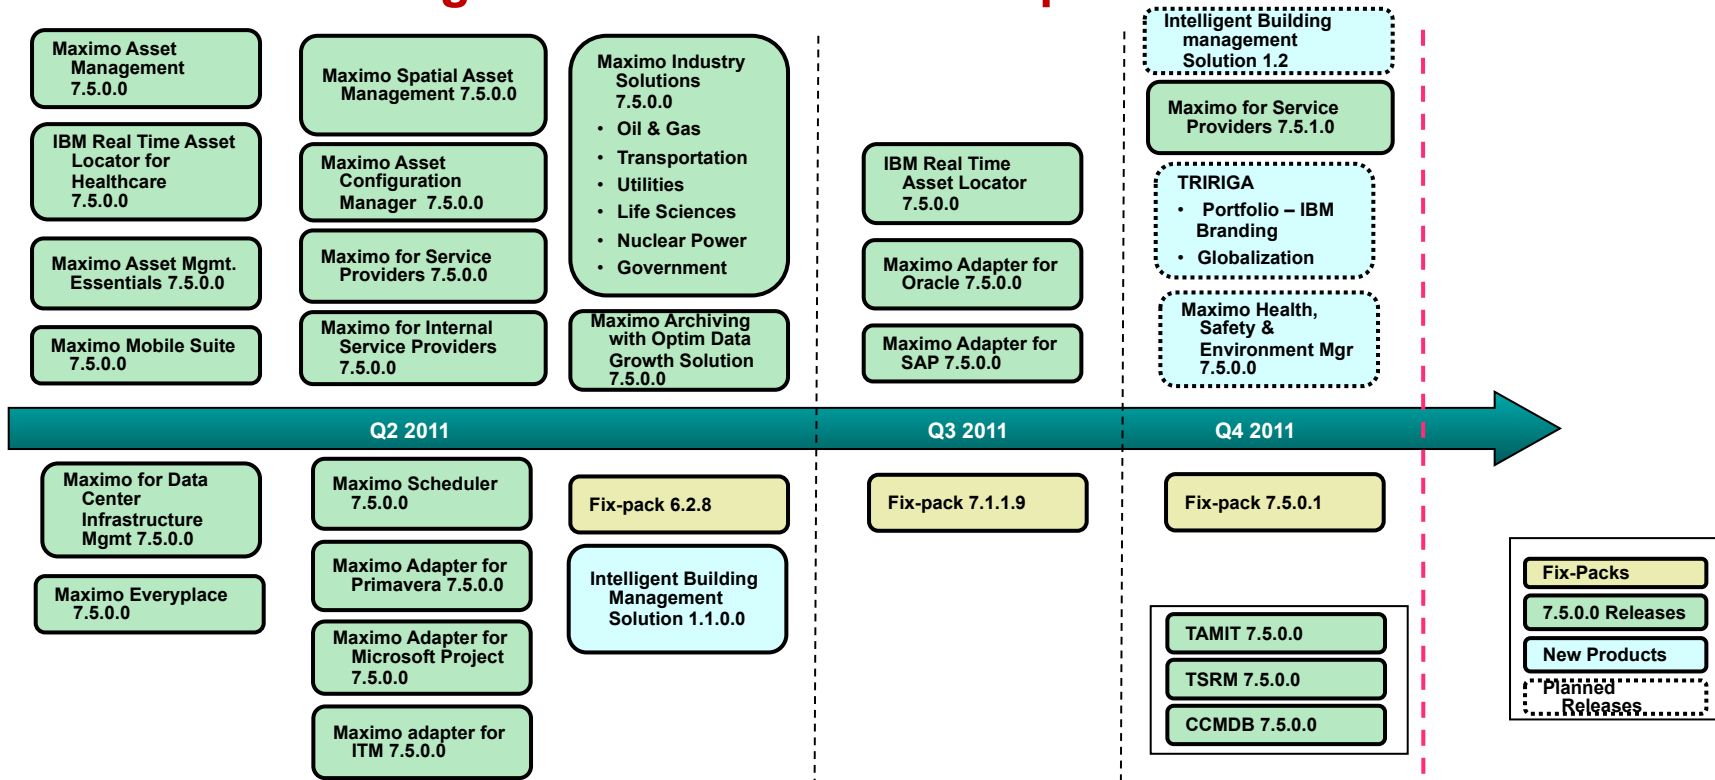 Maximo Asset
Management
7.5.0.0
IBM Real Time Asset
Locator for
Healthcare
7.5.0.0
Maximo Asset Mgmt.
Essentials 7.5.0.0
Maximo Mobile Suite
7.5.0.0
Maximo Spatial Asset
Management 7.5.0.0
Maximo Asset
Configuration
Manager 7.5.0.0
Maximo for Service
Providers 7.5.0.0
Maximo for Internal
Service Providers
7.5.0.0
Maximo Industry
Solutions
7.5.0.0
• Oil & Gas
• Transportation
• Utilities
• Life Sciences
• Nuclear Power
• Government
Maximo Archiving
with Optim Data
Growth Solution
7.5.0.0
IBM Real Time
Asset Locator
7.5.0.0
Maximo Adapter for
Oracle 7.5.0.0
Maximo Adapter for
SAP 7.5.0.0
Intelligent Building
management
Solution 1.2
Maximo for Service
Providers 7.5.1.0
TRIRIGA
• Portfolio – IBM
Branding
• Globalization
Maximo Health,
Safety &
Environment Mgr
7.5.0.0
Q2 2011
Q3 2011
Q4 2011
Maximo for Data
Center
Infrastructure
Mgmt 7.5.0.0
Maximo Everyplace
7.5.0.0
Maximo Scheduler
7.5.0.0
Maximo Adapter for
Primavera 7.5.0.0
Maximo Adapter for
Microsoft Project
7.5.0.0
Maximo adapter for
ITM 7.5.0.0
Fix-pack 6.2.8
Intelligent Building
Management
Solution 1.1.0.0
Fix-pack 7.1.1.9
Fix-pack 7.5.0.1
TAMIT 7.5.0.0
TSRM 7.5.0.0
CCMDB 7.5.0.0
Fix-Packs
7.5.0.0 Releases
New Products
Planned
Releases